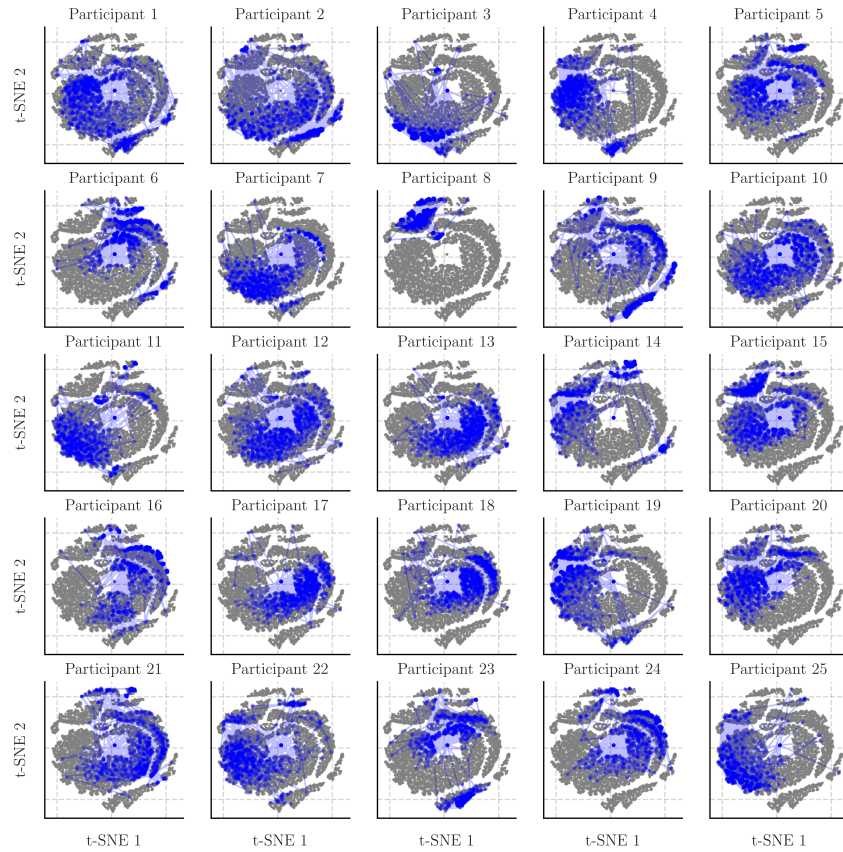 Participant 1
Participant 2
Participant 3
Participant 4
Participant 5
t-SNE 2
Participant 6
Participant 7
Participant 8
Participant 9
Participant 10
t-SNE 2
Participant 11
Participant 12
Participant 13
Participant 14
Participant 15
t-SNE 2
Participant 16
Participant 17
Participant 18
Participant 19
Participant 20
t-SNE 2
Participant 21
Participant 22
Participant 23
Participant 24
Participant 25
t-SNE 2
t-SNE 1
t-SNE 1
t-SNE 1
t-SNE 1
t-SNE 1